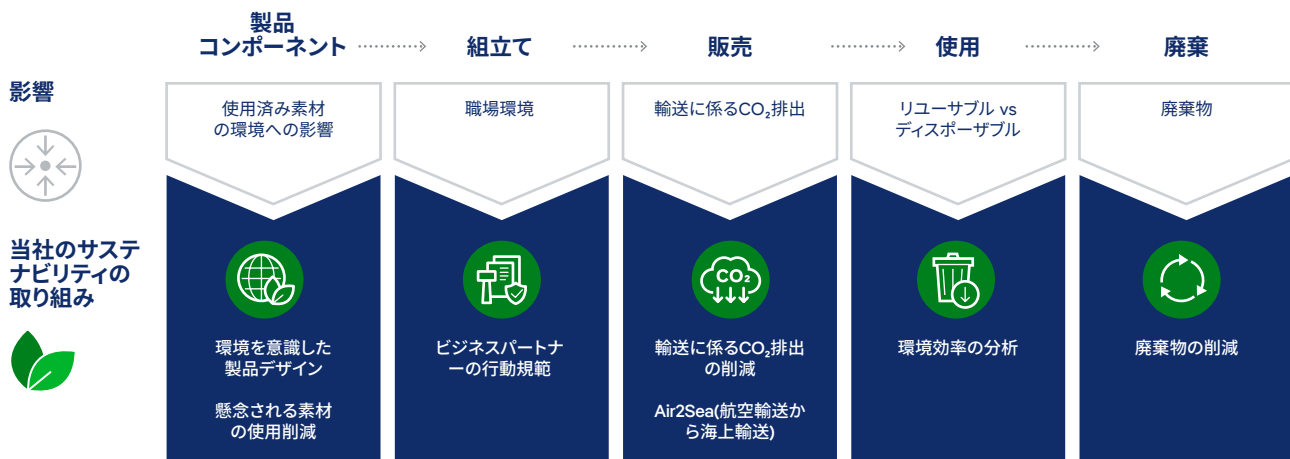 製品
コンポーネント
組立て
販売
使用
廃棄
影響
使用済み素材
の環境への影響
職場環境
輸送に係るCO₂排出
リユーサブル vs
ディスポーザブル
廃棄物
当社のサステ
ナビリティの
取り組み
CO₂
環境を意識した
製品デザイン
懸念される素材
の使用削減
ビジネスパートナ
ーの行動規範
輸送に係るCO₂排出
の削減
Air2Sea(航空輸送か
ら海上輸送)
環境効率の分析
廃棄物の削減